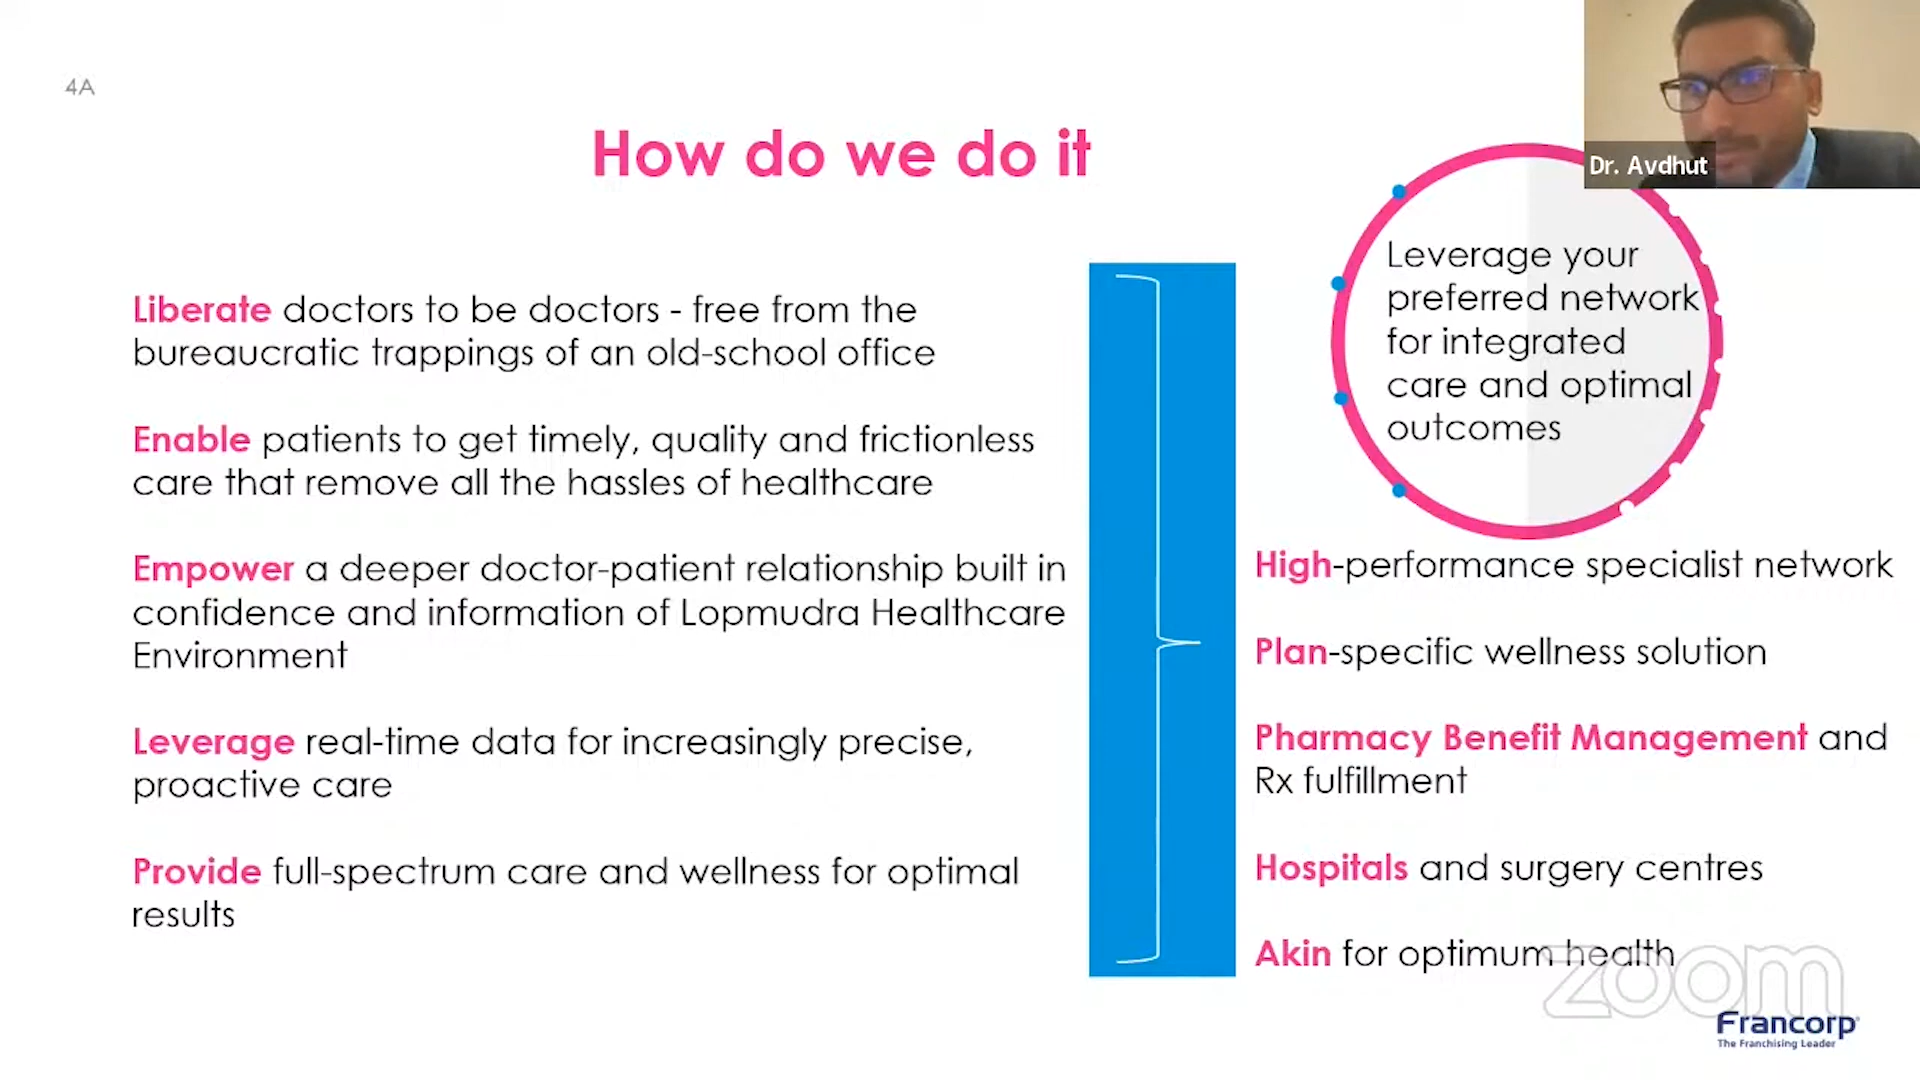 4A
How do we do it
Dr. Avdhut
Liberate doctors to be doctors - free from the
bureaucratic trappings of an old-school office
Enable patients to get timely, quality and frictionless
care that remove all the hassles of healthcare
Empower a deeper doctor-patient relationship built in
confidence and information of Lopmudra Healthcare
Environment
Leverage real-time data for increasingly precise,
proactive care
Provide full-spectrum care and wellness for optimal
results
Leverage your
preferred network
for integrated
care and optimal
outcomes
High-performance specialist network
Plan-specific wellness solution
Pharmacy Benefit Management and
Rx fulfillment
Hospitals and surgery centres
Akin for optimum health
zoom
Francorp
The Franchising Leader